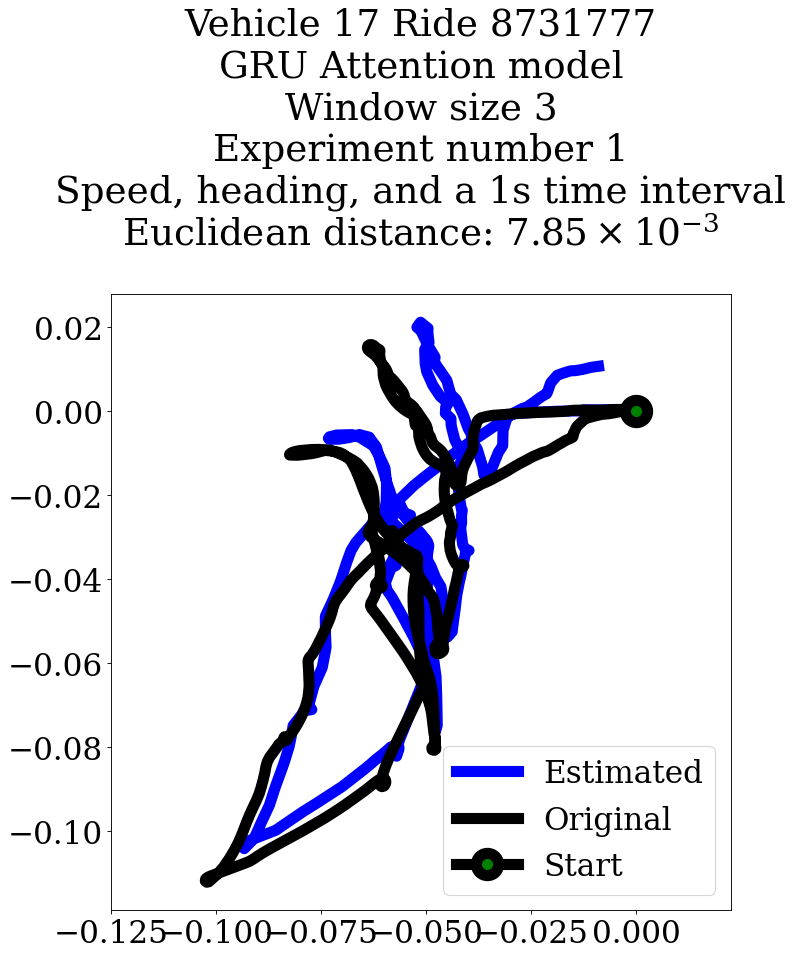 Vehicle 17 Ride 8731777
GRU Attention model
Window size 3
Experiment number 1
Speed, heading, and a 1s time interval
Euclidean distance: 7.85 × 10⁻³
0.02
0.00
−0.02
−0.04
−0.06
−0.08
−0.10
Estimated
Original
Start
−0.125
−0.100
−0.075
−0.050
−0.025
0.000